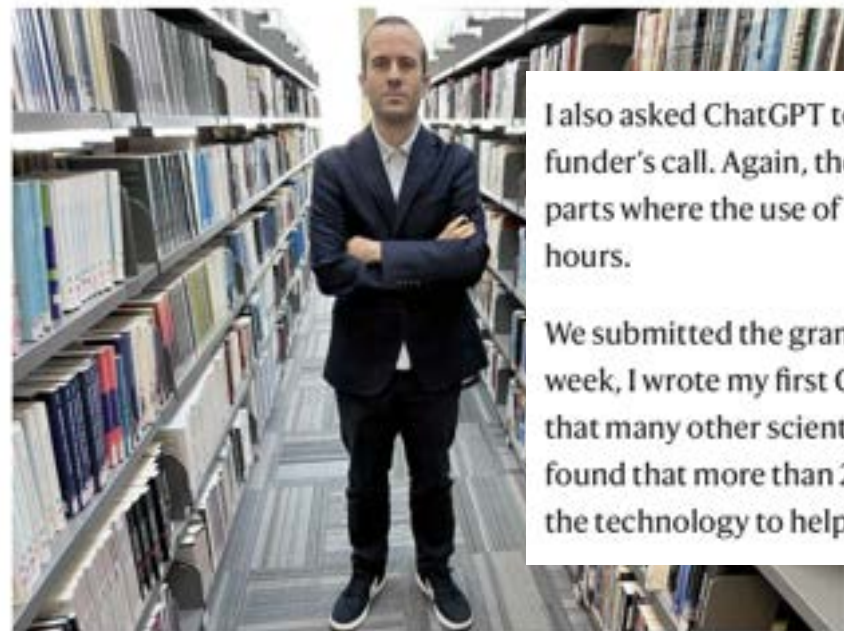 I also asked ChatGPT t
funder's call. Again, th
parts where the use of
hours.
We submitted the gran
week, I wrote my first
that many other scient
found that more than 2
the technology to help